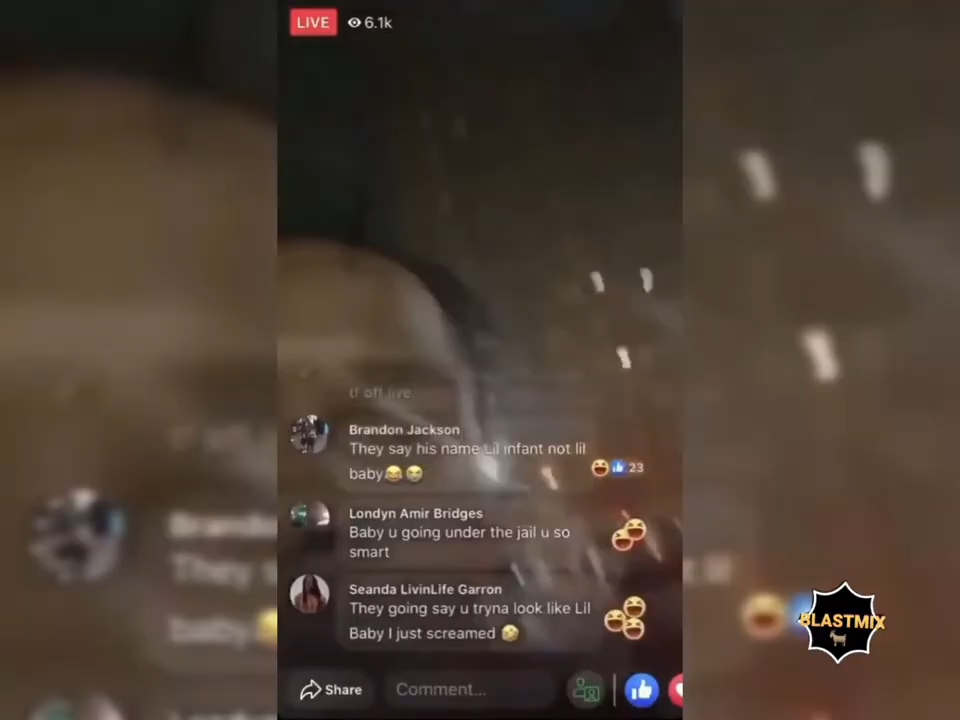 LIVE 6.1k
off live
Brandon Jackson
They say his name Lil infant not lil
baby😂😭
23
Londyn Amir Bridges
Baby u going under the jail u so
smart
Seanda LivinLife Garron
They going say u tryna look like Lil
Baby I just screamed 🤣
Share Comment...
BLASTMIX